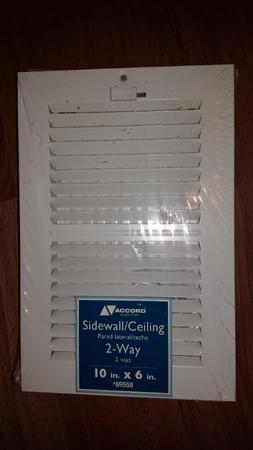 ACCORD
Sidewall/Ceiling
Pared lateral/techo
2-Way
2 vías
10 in. x 6 in.